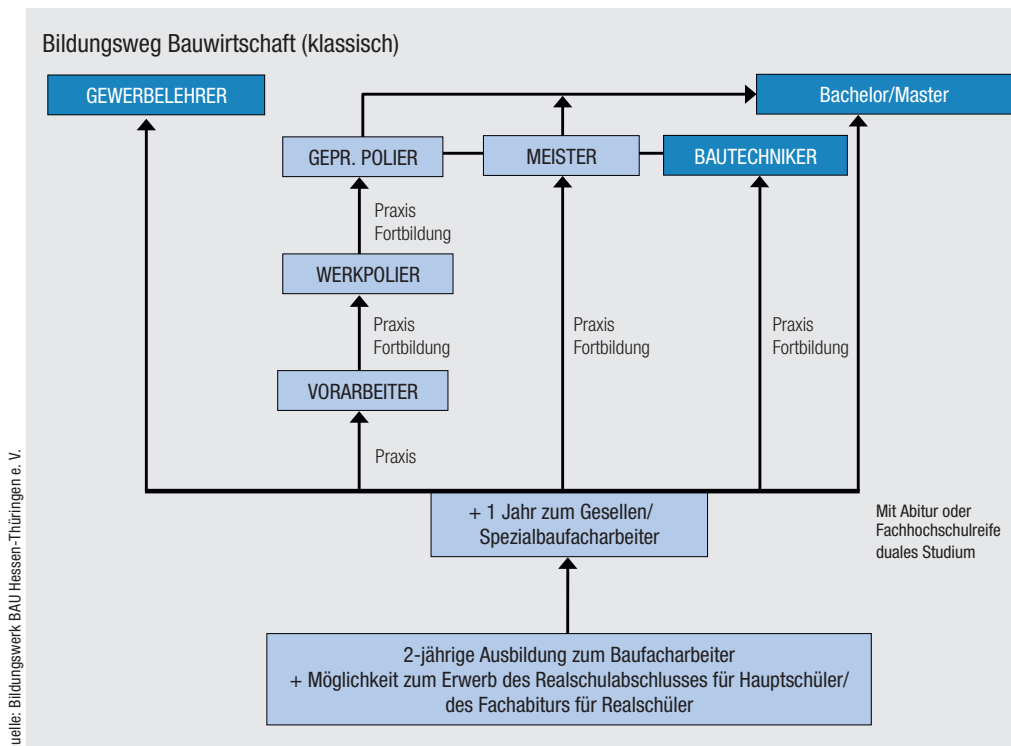 Bildungsweg Bauwirtschaft (klassisch)
GEWERBELEHRER
Bachelor/Master
GEPR. POLIER
MEISTER
BAUTECHNIKER
Praxis
Fortbildung
WERKPOLIER
Praxis
Fortbildung
Praxis
Fortbildung
Praxis
Fortbildung
VORARBEITER
Praxis
+ 1 Jahr zum Gesellen/
Spezialbaufacharbeiter
Mit Abitur oder
Fachhochschulreife
duales Studium
2-jährige Ausbildung zum Baufacharbeiter
+ Möglichkeit zum Erwerb des Realschulabschlusses für Hauptschüler/
des Fachabiturs für Realschüler
uelle: Bildungswerk BAU Hessen-Thüringen e. V.